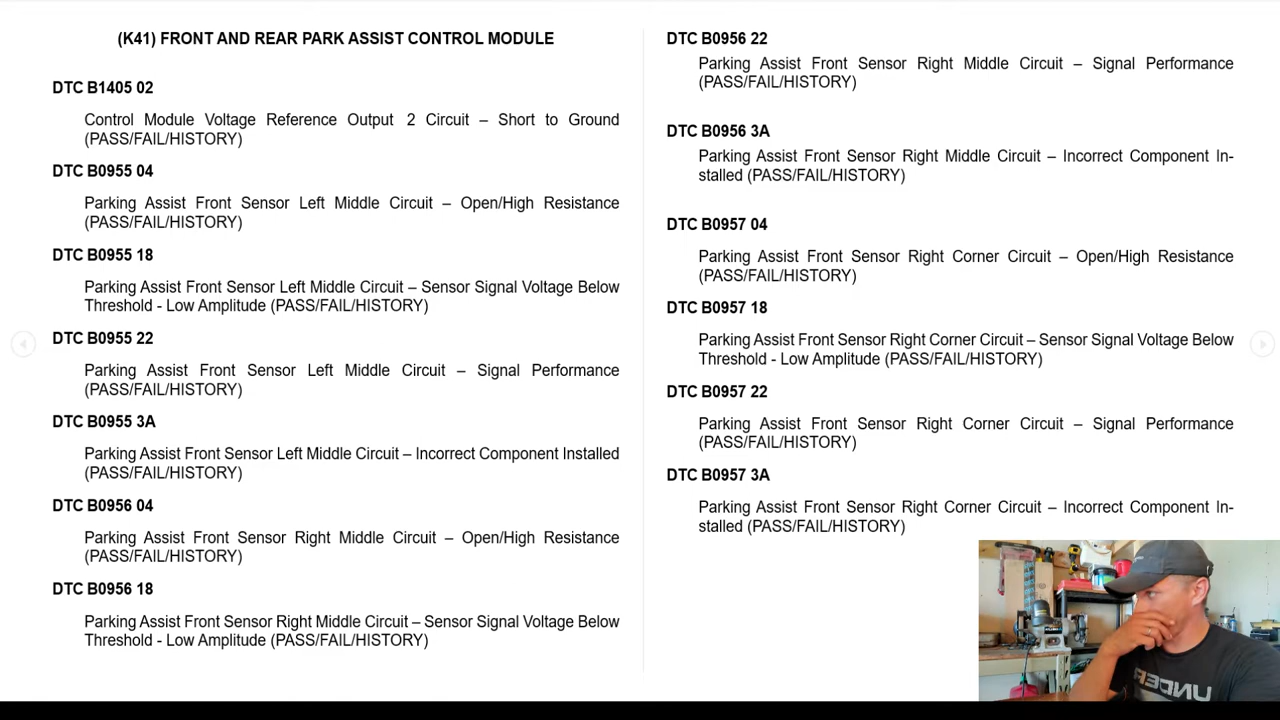 (K41) FRONT AND REAR PARK ASSIST CONTROL MODULE
DTC B1405 02
Control Module Voltage Reference Output 2 Circuit – Short to Ground
(PASS/FAIL/HISTORY)
DTC B0955 04
Parking Assist Front Sensor Left Middle Circuit – Open/High Resistance
(PASS/FAIL/HISTORY)
DTC B0955 18
Parking Assist Front Sensor Left Middle Circuit – Sensor Signal Voltage Below
Threshold - Low Amplitude (PASS/FAIL/HISTORY)
DTC B0955 22
Parking Assist Front Sensor Left Middle Circuit – Signal Performance
(PASS/FAIL/HISTORY)
DTC B0955 3A
Parking Assist Front Sensor Left Middle Circuit – Incorrect Component Installed
(PASS/FAIL/HISTORY)
DTC B0956 04
Parking Assist Front Sensor Right Middle Circuit – Open/High Resistance
(PASS/FAIL/HISTORY)
DTC B0956 18
Parking Assist Front Sensor Right Middle Circuit – Sensor Signal Voltage Below
Threshold - Low Amplitude (PASS/FAIL/HISTORY)
DTC B0956 22
Parking Assist Front Sensor Right Middle Circuit – Signal Performance
(PASS/FAIL/HISTORY)
DTC B0956 3A
Parking Assist Front Sensor Right Middle Circuit – Incorrect Component In-
stalled (PASS/FAIL/HISTORY)
DTC B0957 04
Parking Assist Front Sensor Right Corner Circuit – Open/High Resistance
(PASS/FAIL/HISTORY)
DTC B0957 18
Parking Assist Front Sensor Right Corner Circuit – Sensor Signal Voltage Below
Threshold - Low Amplitude (PASS/FAIL/HISTORY)
DTC B0957 22
Parking Assist Front Sensor Right Corner Circuit – Signal Performance
(PASS/FAIL/HISTORY)
DTC B0957 3A
Parking Assist Front Sensor Right Corner Circuit – Incorrect Component In-
stalled (PASS/FAIL/HISTORY)